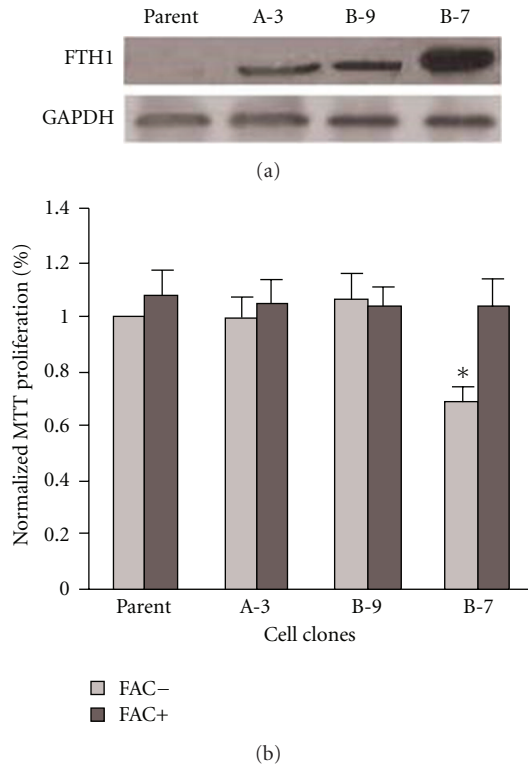 Parent A-3 B-9 B-7
FTH1
GAPDH
(a)
Normalized MTT proliferation (%)
1.4
1.2
1
0.8
0.6
0.4
0.2
0
*
Parent A-3 B-9 B-7
Cell clones
FAC−
FAC+
(b)